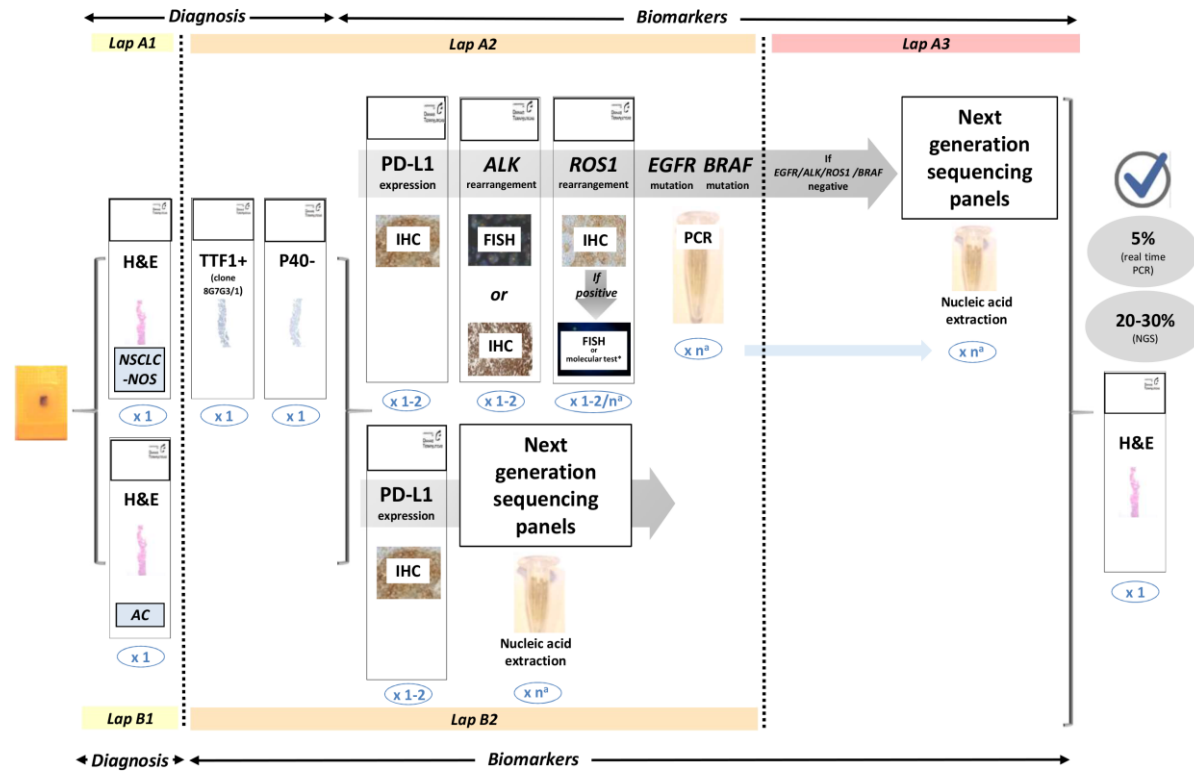 Diagnosis
Biomarkers
Lap A1
Lap A2
Lap A3
PD-L1
expression
IHC
x 1-2
ALK
rearrangement
FISH
or
IHC
x 1-2
ROS1
rearrangement
IHC
If
positive
FISH
or
molecular test*
x 1-2/nª
EGFR BRAF
mutation mutation
PCR
x nª
If
EGFR/ALK/ROS1/BRAF
negative
Next
generation
sequencing
panels
Nucleic acid
extraction
x nª
H&E
NSCLC
-NOS
x 1
TTF1+
(clone
8G7G3/1)
x 1
P40-
x 1
H&E
AC
x 1
PD-L1
expression
IHC
x 1-2
Next
generation
sequencing
panels
Nucleic acid
extraction
x nª
5%
(real time
PCR)
20-30%
(NGS)
H&E
x 1
Lap B1
Lap B2
Diagnosis
Biomarkers